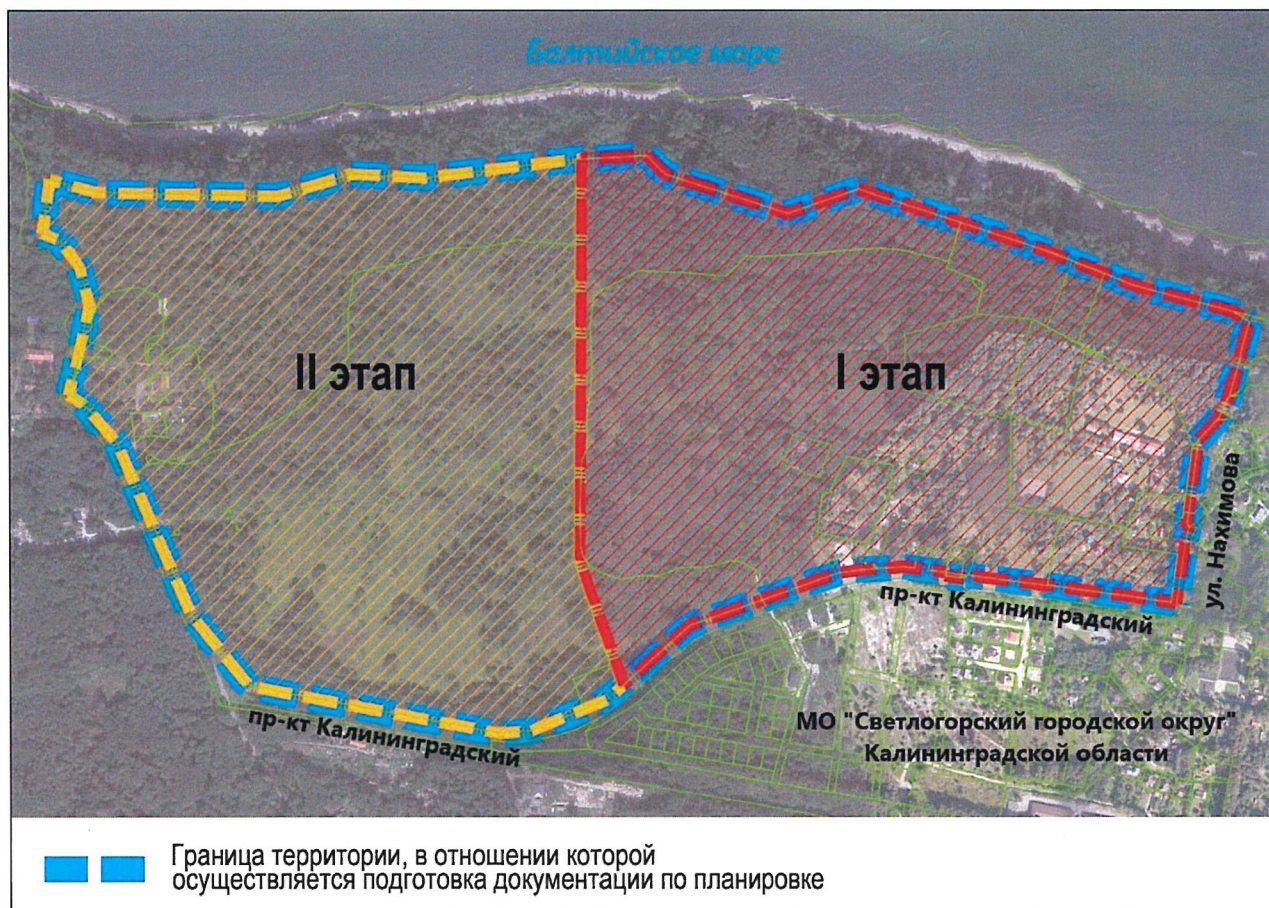 Балтийское море
II этап
I этап
ул. Нахимова
пр-кт Калининградский
пр-кт Калининградский
МО "Светлогорский городской округ"
Калининградской области
Граница территории, в отношении которой
осуществляется подготовка документации по планировке